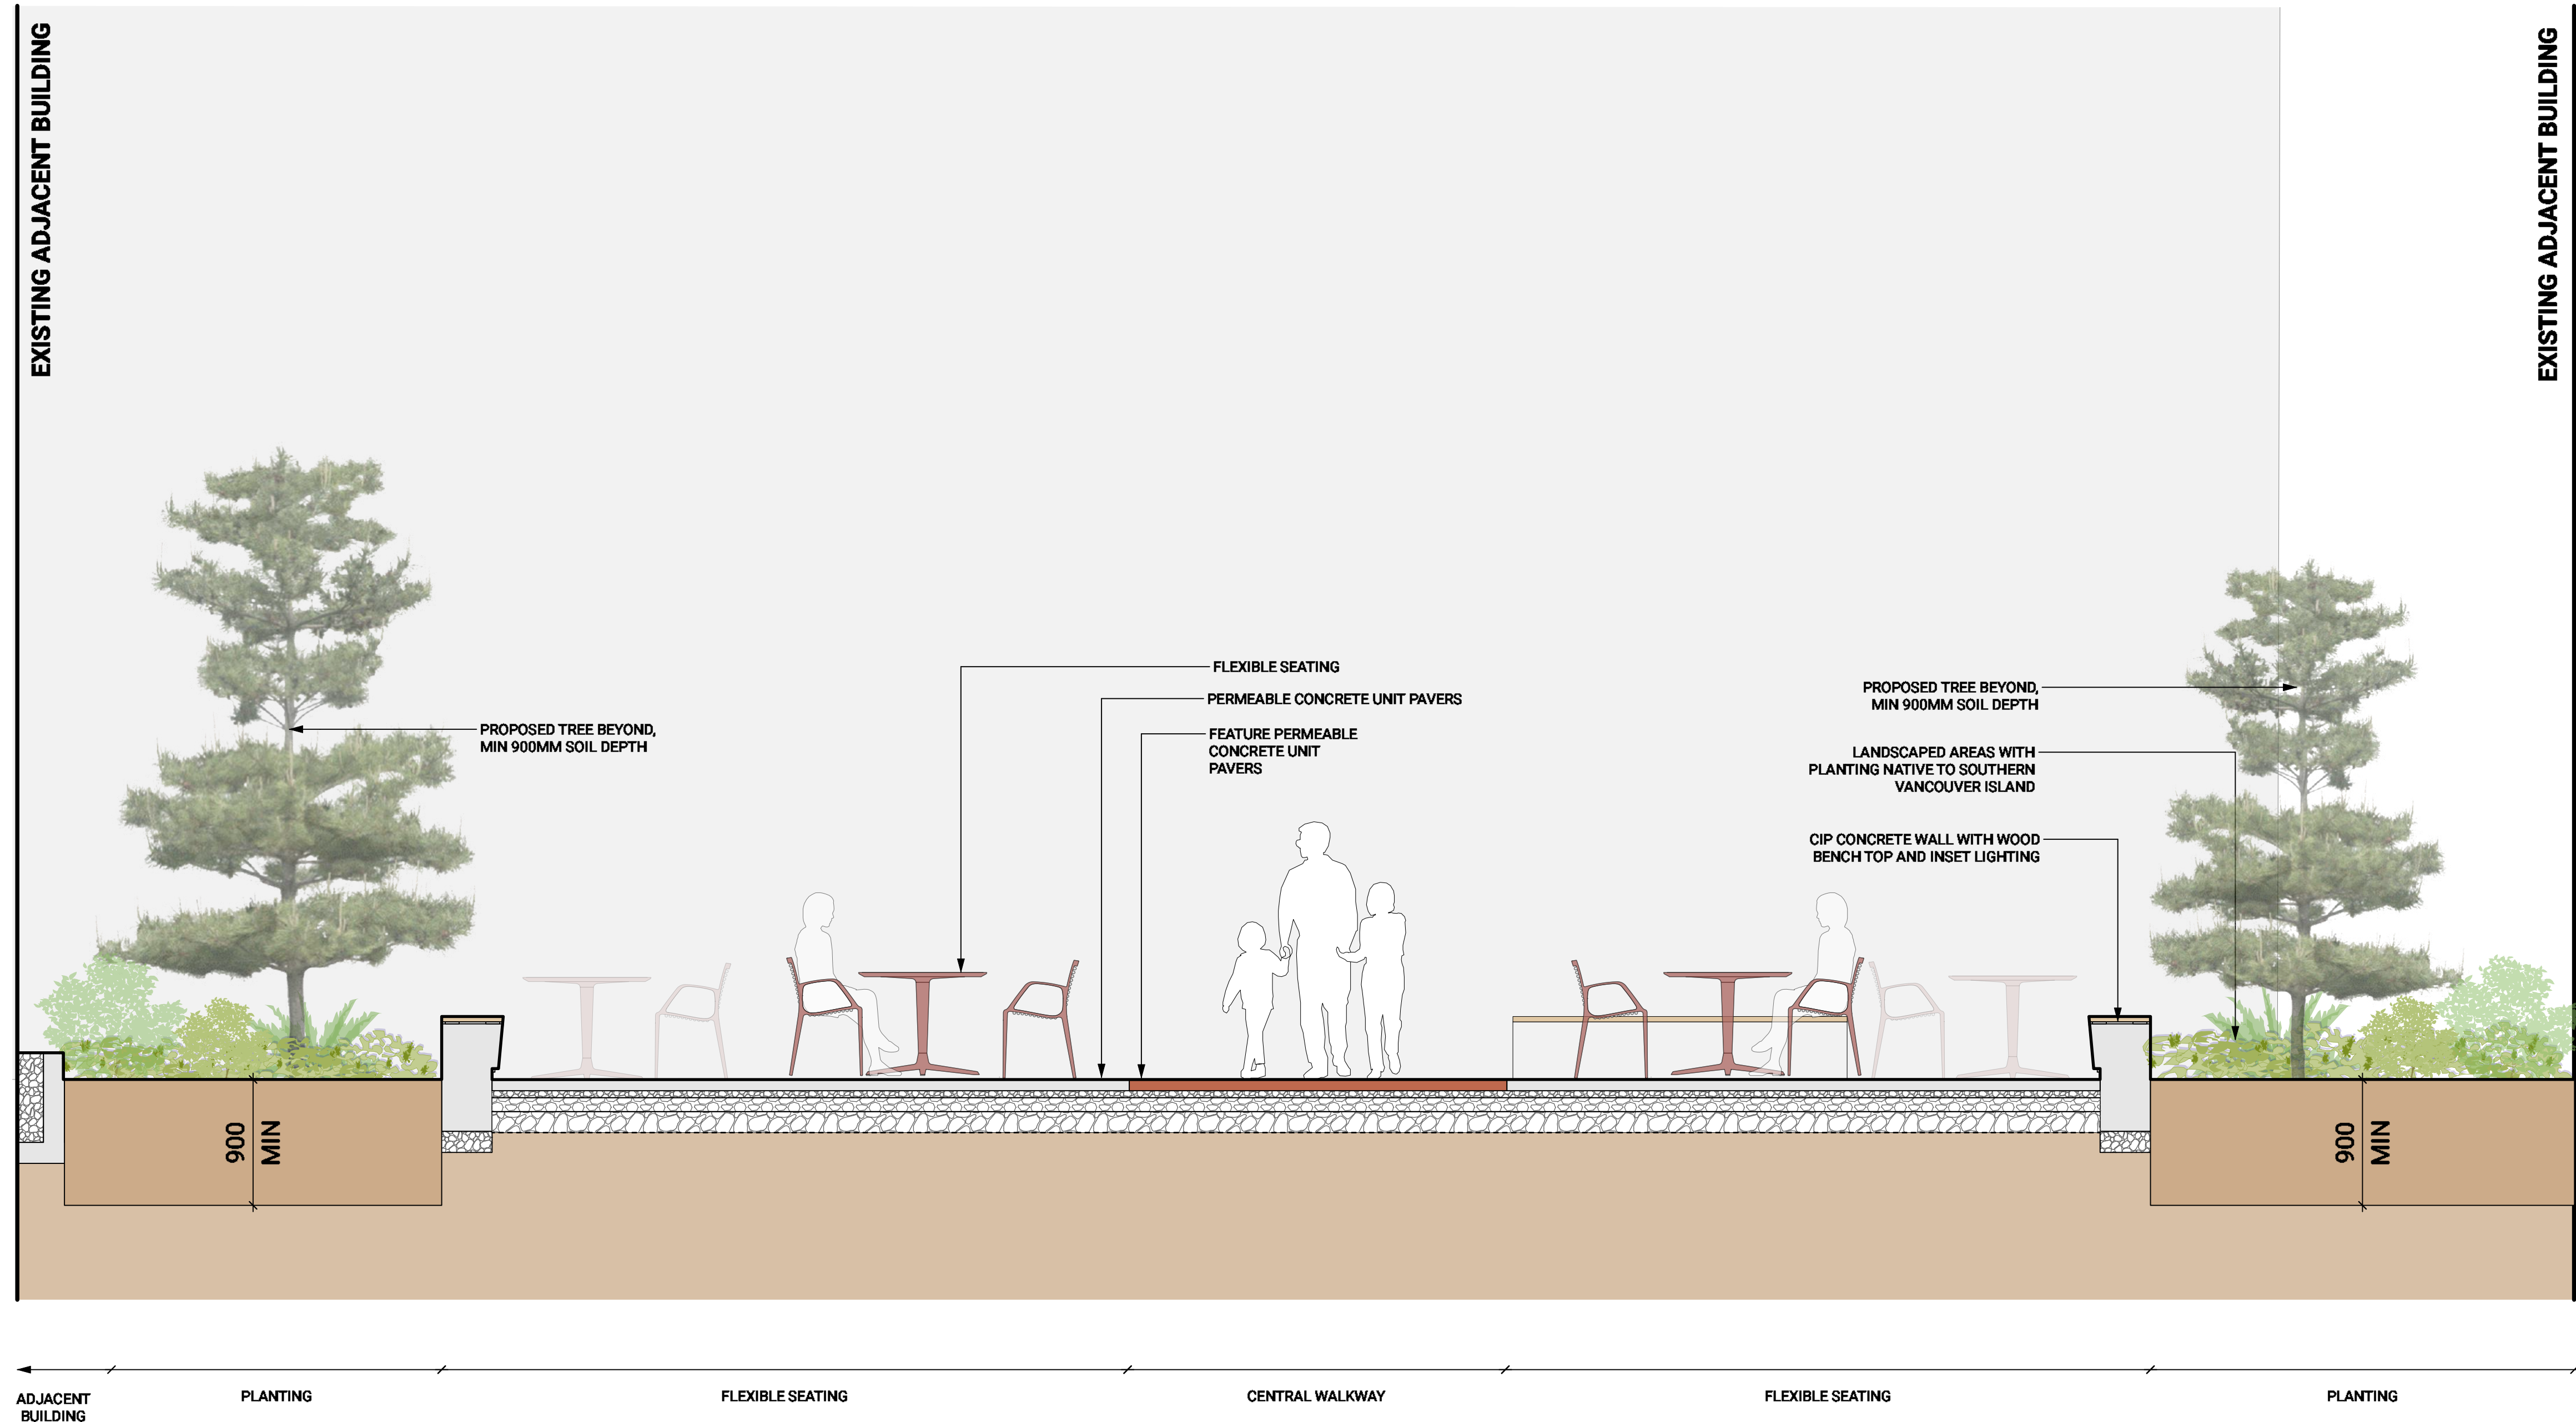 EXISTING ADJACENT BUILDING
EXISTING ADJACENT BUILDING
FLEXIBLE SEATING
PERMEABLE CONCRETE UNIT PAVERS
FEATURE PERMEABLE
CONCRETE UNIT
PAVERS
PROPOSED TREE BEYOND,
MIN 900MM SOIL DEPTH
PROPOSED TREE BEYOND,
MIN 900MM SOIL DEPTH
LANDSCAPED AREAS WITH
PLANTING NATIVE TO SOUTHERN
VANCOUVER ISLAND
CIP CONCRETE WALL WITH WOOD
BENCH TOP AND INSET LIGHTING
900
MIN
900
MIN
ADJACENT
BUILDING
PLANTING
FLEXIBLE SEATING
CENTRAL WALKWAY
FLEXIBLE SEATING
PLANTING